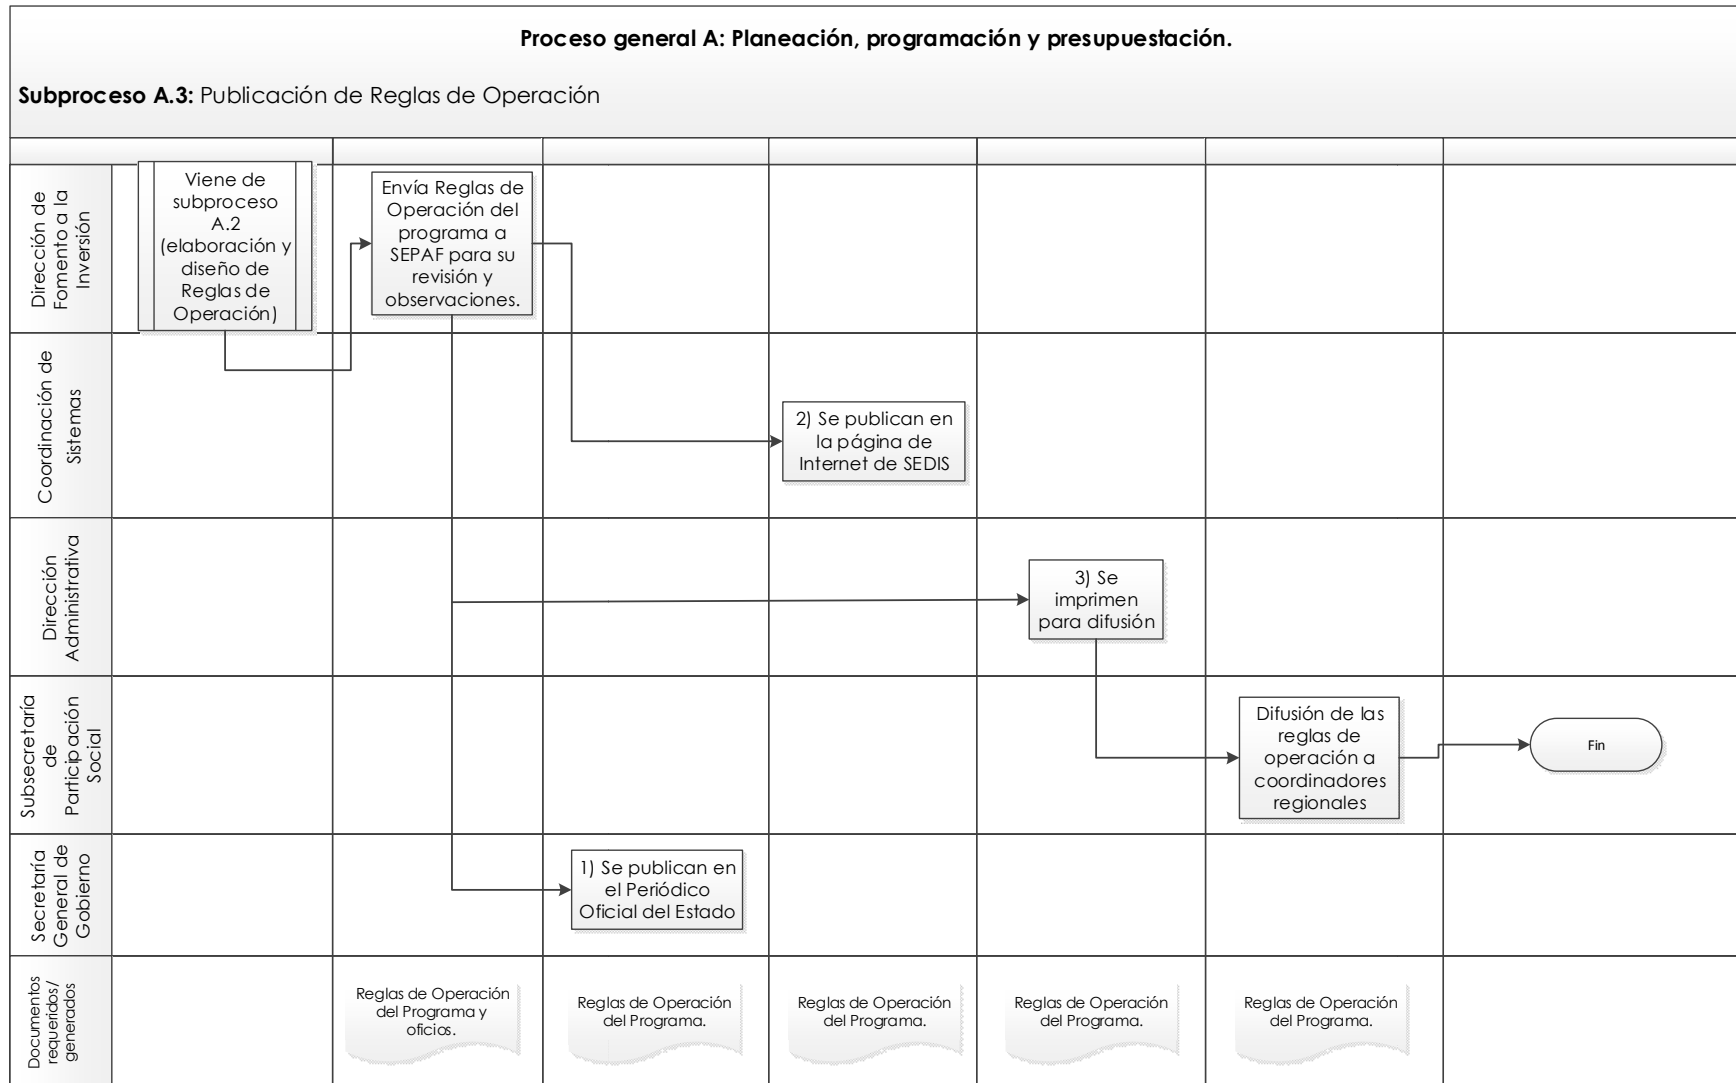 Proceso general A: Planeación, programación y presupuestación.
Subproceso A.3: Publicación de Reglas de Operación
Dirección de
Fomento a la
Inversión
Viene de
subproceso
A.2
(elaboración y
diseño de
Reglas de
Operación)
Envía Reglas de
Operación del
programa a
SEPAF para su
revisión y
observaciones.
Coordinación de
Sistemas
2) Se publican en
la página de
Internet de SEDIS
Dirección
Administrativa
3) Se
imprimen
para difusión
Subsecretaría
de
Participación
Social
Difusión de las
reglas de
operación a
coordinadores
regionales
Fin
Secretaría
General de
Gobierno
1) Se publican en
el Periódico
Oficial del Estado
Documentos
requeridos/
generados
Reglas de Operación
del Programa y
oficios.
Reglas de Operación
del Programa.
Reglas de Operación
del Programa.
Reglas de Operación
del Programa.
Reglas de Operación
del Programa.